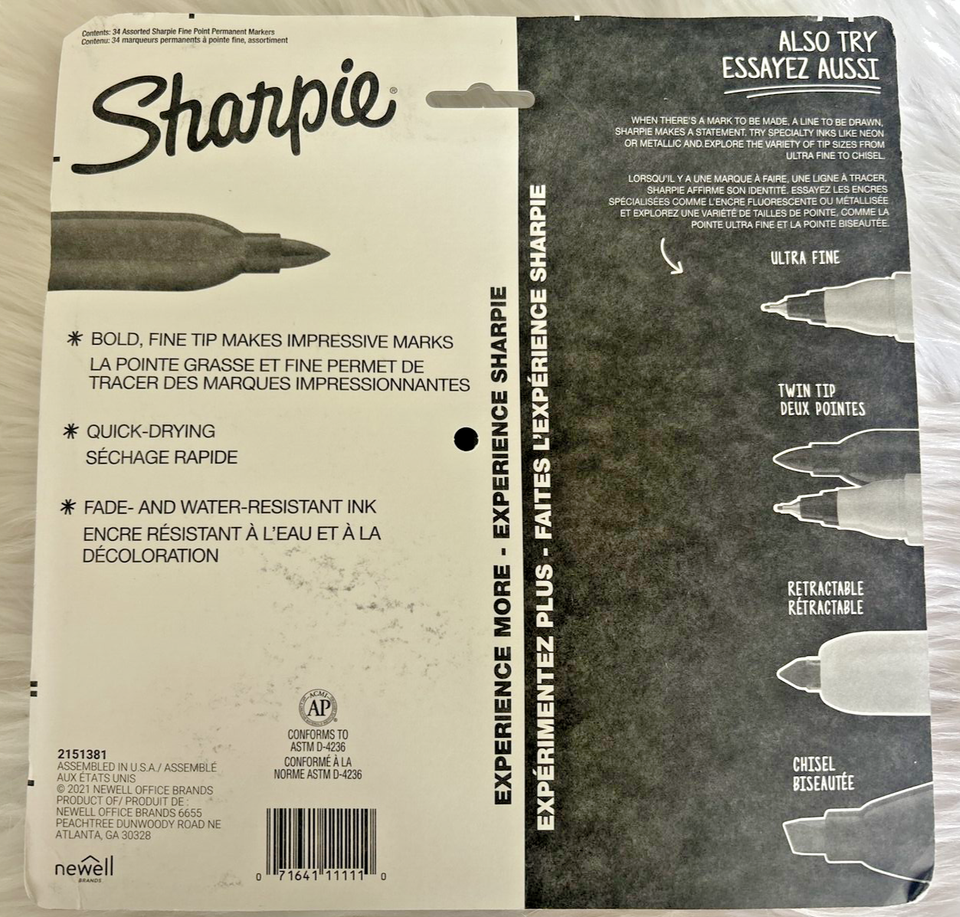 Contents: 34 Assorted Sharpie Fine Point Permanent Markers
Contenu: 34 marqueurs permanents à pointe fine, assortiment
Sharpie®
BOLD, FINE TIP MAKES IMPRESSIVE MARKS
LA POINTE GRASSE ET FINE PERMET DE
TRACER DES MARQUES IMPRESSIONNANTES
QUICK-DRYING
SÉCHAGE RAPIDE
FADE- AND WATER-RESISTANT INK
ENCRE RÉSISTANT À L'EAU ET À LA
DÉCOLORATION
ACMI
AP
CONFORMS TO
ASTM D-4236
CONFORMÉ À LA
NORME ASTM D-4236
2151381
ASSEMBLED IN U.S.A./ ASSEMBLÉ
AUX ÉTATS UNIS
© 2021 NEWELL OFFICE BRANDS
PRODUCT OF/ PRODUIT DE :
NEWELL OFFICE BRANDS 6655
PEACHTREE DUNWOODY ROAD NE
ATLANTA, GA 30328
newell
BRANDS
0 71641 11111 0
EXPERIENCE MORE - EXPERIENCE SHARPIE
EXPÉRIMENTEZ PLUS - FAITES L'EXPÉRIENCE SHARPIE
ALSO TRY
ESSAYEZ AUSSI
WHEN THERE'S A MARK TO BE MADE, A LINE TO BE DRAWN,
SHARPIE MAKES A STATEMENT. TRY SPECIALTY INKS LIKE NEON
OR METALLIC AND EXPLORE THE VARIETY OF TIP SIZES FROM
ULTRA FINE TO CHISEL.
LORSQU'IL Y A UNE MARQUE À FAIRE, UNE LIGNE À TRACER,
SHARPIE AFFIRME SON IDENTITÉ. ESSAYEZ LES ENCRES
SPÉCIALISÉES COMME L'ENCRE FLUORESCENTE OU MÉTALLISÉE
ET EXPLOREZ UNE VARIÉTÉ DE TAILLES DE POINTE, COMME LA
POINTE ULTRA FINE ET LA POINTE BISEAUTÉE.
ULTRA FINE
TWIN TIP
DEUX POINTES
RETRACTABLE
RÉTRACTABLE
CHISEL
BISEAUTÉE